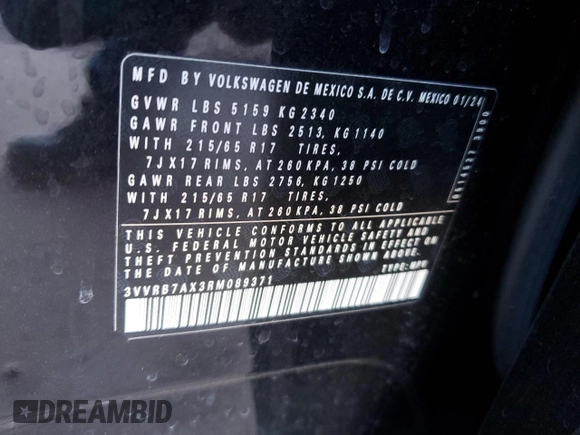 MFD BY VOLKSWAGEN DE MEXICO S.A. DE C.V. MEXICO 01/24
GVWR LBS 5159 KG 2340
GAWR FRONT LBS 2513, KG 1140
WITH 215/65 R17 TIRES,
7JX17 RIMS, AT 260 KPA, 38 PSI COLD
GAWR REAR LBS 2756, KG 1250
WITH 215/65 R17 TIRES,
7JX17 RIMS, AT 260 KPA, 38 PSI COLD
THIS VEHICLE CONFORMS TO ALL APPLICABLE
U.S. FEDERAL MOTOR VEHICLE SAFETY AND
THEFT PREVENTION STANDARDS IN EFFECT ON
THE DATE OF MANUFACTURE SHOWN ABOVE.
3VVRB7AX3RM089371
TYPE: MPV
DREAMBID